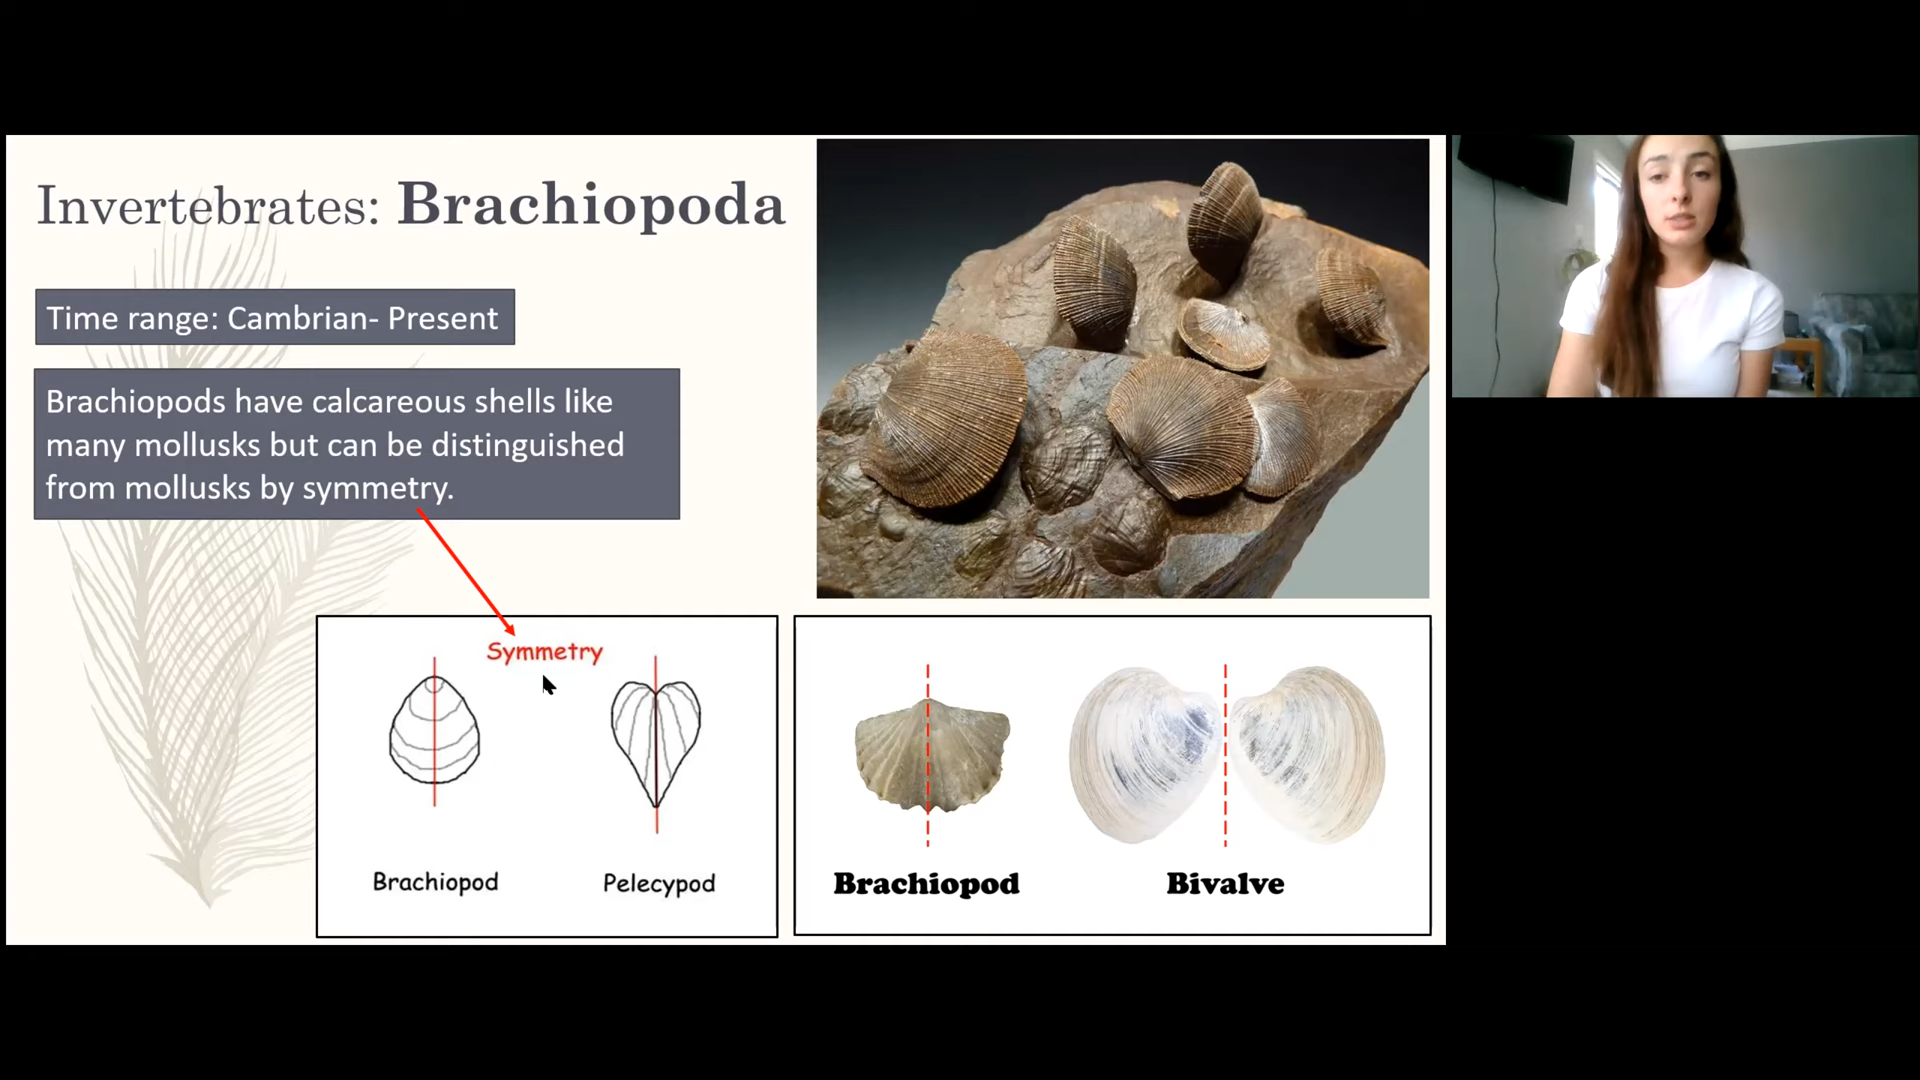 Invertebrates: Brachiopoda
Time range: Cambrian- Present
Brachiopods have calcareous shells like
many mollusks but can be distinguished
from mollusks by symmetry.
Symmetry
Brachiopod
Pelecypod
Brachiopod
Bivalve